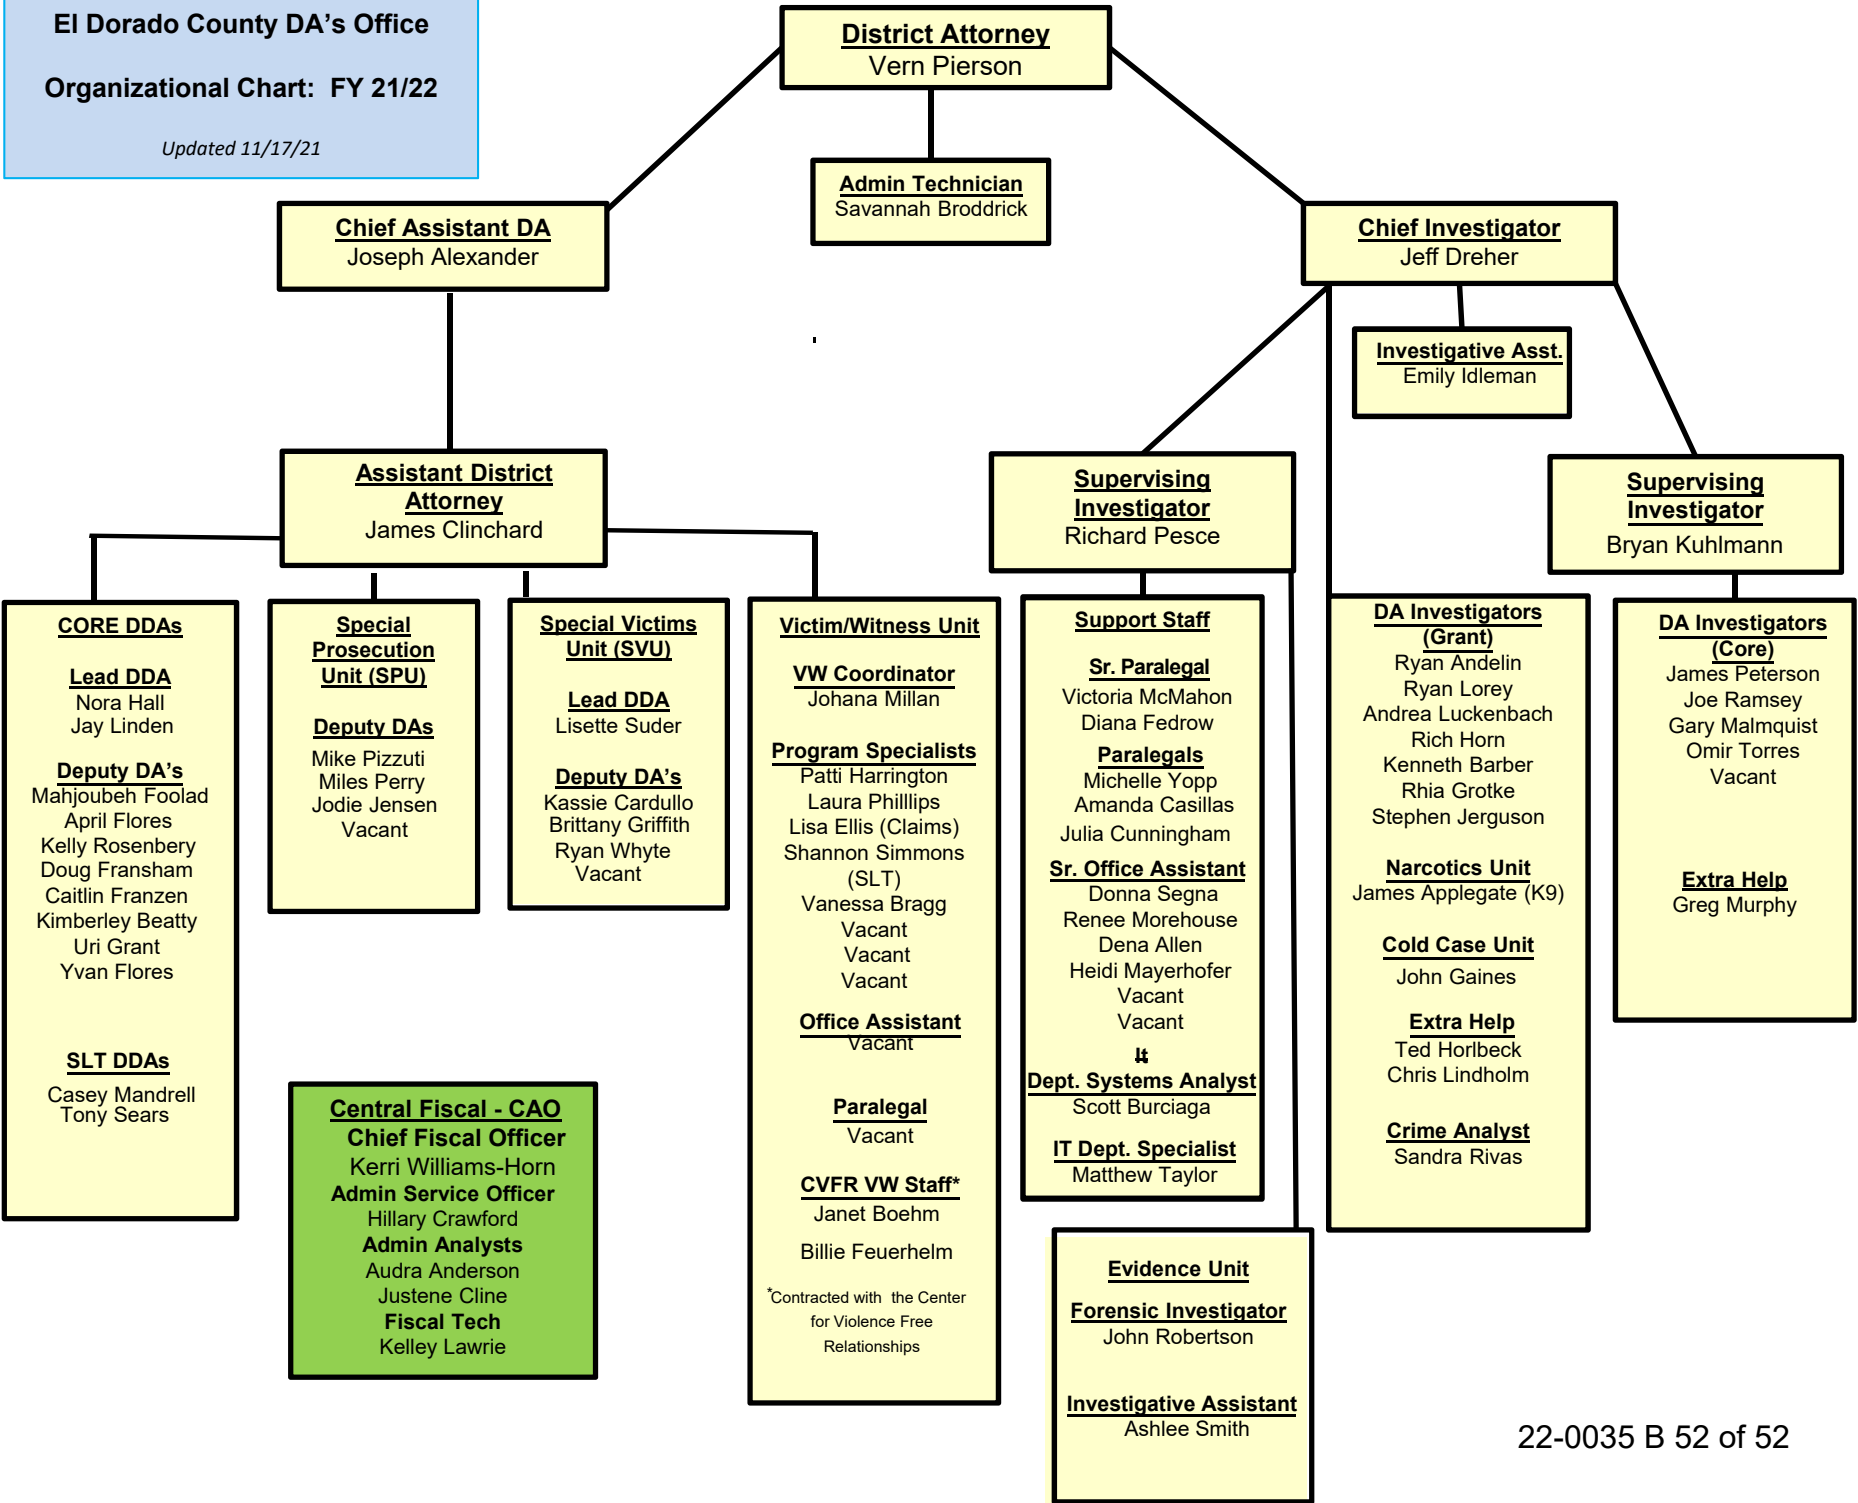 El Dorado County DA's Office
Organizational Chart:  FY 21/22
Updated 11/17/21
District Attorney
Vern Pierson
Admin Technician
Savannah Broddrick
Chief Assistant DA
Joseph Alexander
Chief Investigator
Jeff Dreher
Investigative Asst.
Emily Idleman
Assistant District
Attorney
James Clinchard
Supervising
Investigator
Richard Pesce
Supervising
Investigator
Bryan Kuhlmann
CORE DDAs
Lead DDA
Nora Hall
Jay Linden
Deputy DA's
Mahjoubeh Foolad
April Flores
Kelly Rosenbery
Doug Fransham
Caitlin Franzen
Kimberley Beatty
Uri Grant
Yvan Flores
SLT DDAs
Casey Mandrell
Tony Sears
Special
Prosecution
Unit (SPU)
Deputy DAs
Mike Pizzuti
Miles Perry
Jodie Jensen
Vacant
Special Victims
Unit (SVU)
Lead DDA
Lisette Suder
Deputy DA's
Kassie Cardullo
Brittany Griffith
Ryan Whyte
Vacant
Victim/Witness Unit
VW Coordinator
Johana Millan
Program Specialists
Patti Harrington
Laura Philllips
Lisa Ellis (Claims)
Shannon Simmons
(SLT)
Vanessa Bragg
Vacant
Vacant
Vacant
Office Assistant
Vacant
Paralegal
Vacant
CVFR VW Staff*
Janet Boehm
Billie Feuerhelm
*Contracted with  the Center
for Violence Free
Relationships
Support Staff
Sr. Paralegal
Victoria McMahon
Diana Fedrow
Paralegals
Michelle Yopp
Amanda Casillas
Julia Cunningham
Sr. Office Assistant
Donna Segna
Renee Morehouse
Dena Allen
Heidi Mayerhofer
Vacant
Vacant
It
Dept. Systems Analyst
Scott Burciaga
IT Dept. Specialist
Matthew Taylor
DA Investigators
(Grant)
Ryan Andelin
Ryan Lorey
Andrea Luckenbach
Rich Horn
Kenneth Barber
Rhia Grotke
Stephen Jerguson
Narcotics Unit
James Applegate (K9)
Cold Case Unit
John Gaines
Extra Help
Ted Horlbeck
Chris Lindholm
Crime Analyst
Sandra Rivas
DA Investigators
(Core)
James Peterson
Joe Ramsey
Gary Malmquist
Omir Torres
Vacant
Extra Help
Greg Murphy
Central Fiscal - CAO
Chief Fiscal Officer
Kerri Williams-Horn
Admin Service Officer
Hillary Crawford
Admin Analysts
Audra Anderson
Justene Cline
Fiscal Tech
Kelley Lawrie
Evidence Unit
Forensic Investigator
John Robertson
Investigative Assistant
Ashlee Smith
22-0035 B 52 of 52